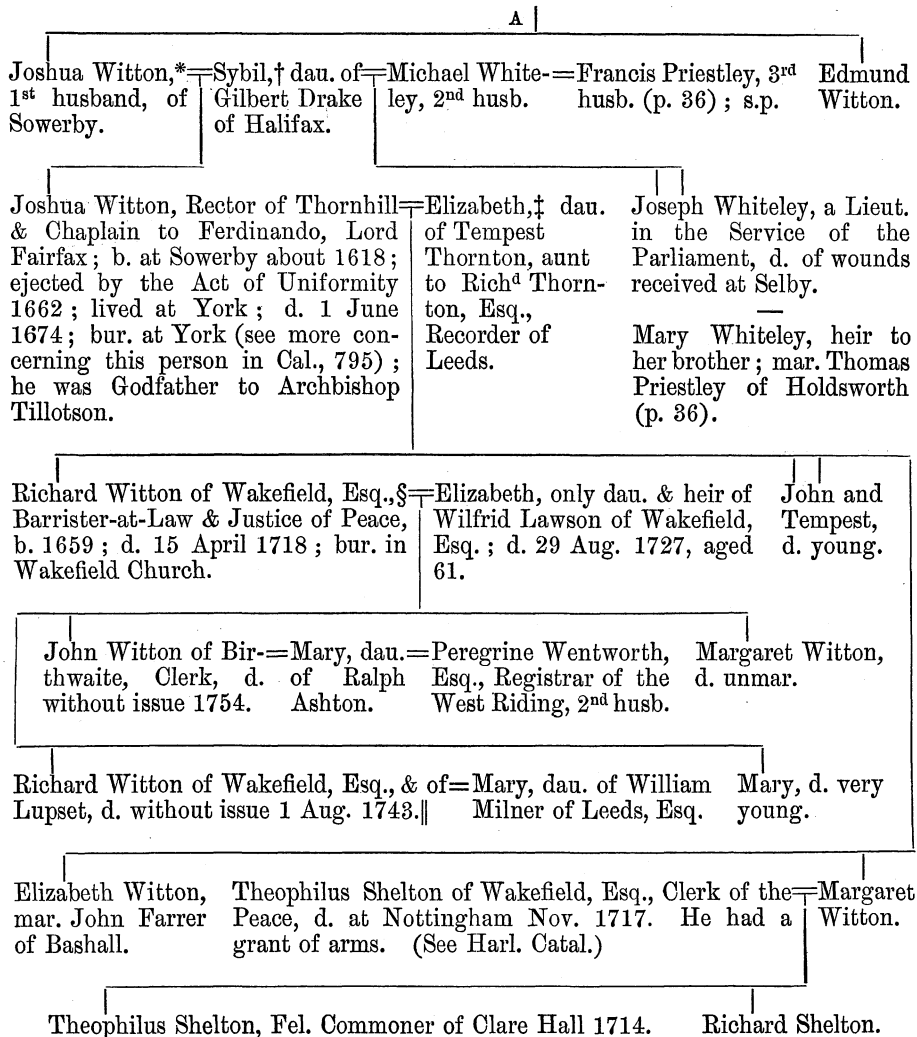 A
Joshua Witton,*=Sybil,† dau. of=Michael White-=Francis Priestley, 3rd Edmund
1st husband, of Gilbert Drake ley, 2nd husb. husb. (p. 36) ; s.p. Witton.
Sowerby. of Halifax.
Joshua Witton, Rector of Thornhill=Elizabeth,‡ dau. Joseph Whiteley, a Lieut.
& Chaplain to Ferdinando, Lord of Tempest in the Service of the
Fairfax ; b. at Sowerby about 1618 ; Thornton, aunt Parliament, d. of wounds
ejected by the Act of Uniformity to Richd Thorn- received at Selby.
1662 ; lived at York ; d. 1 June ton, Esq., —
1674 ; bur. at York (see more con- Recorder of Mary Whiteley, heir to
cerning this person in Cal., 795) ; Leeds. her brother ; mar. Thomas
he was Godfather to Archbishop Priestley of Holdsworth
Tillotson. (p. 36).
Richard Witton of Wakefield, Esq.,§=Elizabeth, only dau. & heir of John and
Barrister-at-Law & Justice of Peace, Wilfrid Lawson of Wakefield, Tempest,
b. 1659 ; d. 15 April 1718 ; bur. in Esq. ; d. 29 Aug. 1727, aged d. young.
Wakefield Church. 61.
John Witton of Bir-=Mary, dau.=Peregrine Wentworth, Margaret Witton,
thwaite, Clerk, d. of Ralph Esq., Registrar of the d. unmar.
without issue 1754. Ashton. West Riding, 2nd husb.
Richard Witton of Wakefield, Esq., & of=Mary, dau. of William Mary, d. very
Lupset, d. without issue 1 Aug. 1743.‖ Milner of Leeds, Esq. young.
Elizabeth Witton, Theophilus Shelton of Wakefield, Esq., Clerk of the=Margaret
mar. John Farrer Peace, d. at Nottingham Nov. 1717. He had a Witton.
of Bashall. grant of arms. (See Harl. Catal.)
Theophilus Shelton, Fel. Commoner of Clare Hall 1714. Richard Shelton.